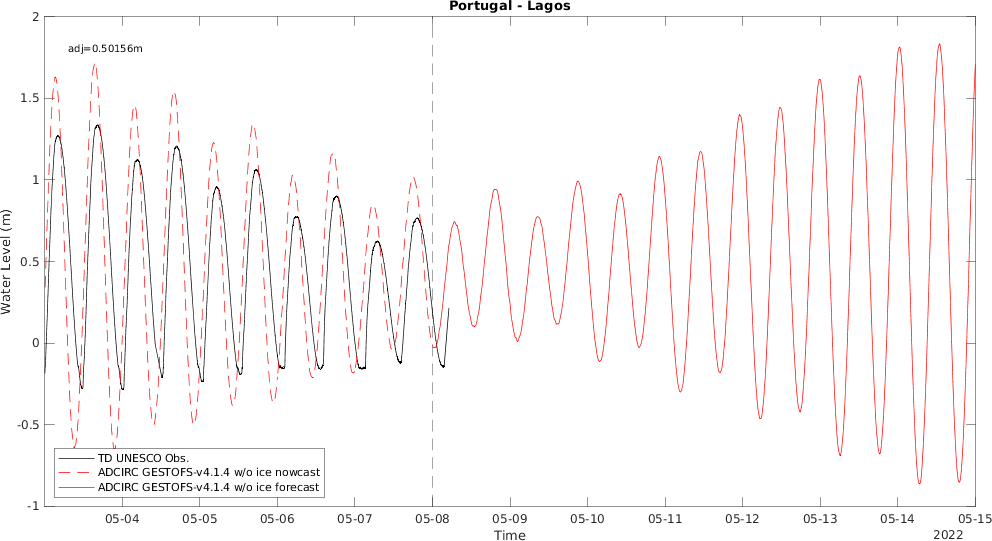 Portugal - Lagos
adj=0.50156m
Water Level (m)
2
1.5
1
0.5
0
-0.5
-1
TD UNESCO Obs.
ADCIRC GESTOFS-v4.1.4 w/o ice nowcast
ADCIRC GESTOFS-v4.1.4 w/o ice forecast
05-04 05-05 05-06 05-07 05-08 05-09 05-10 05-11 05-12 05-13 05-14 05-15
Time
2022